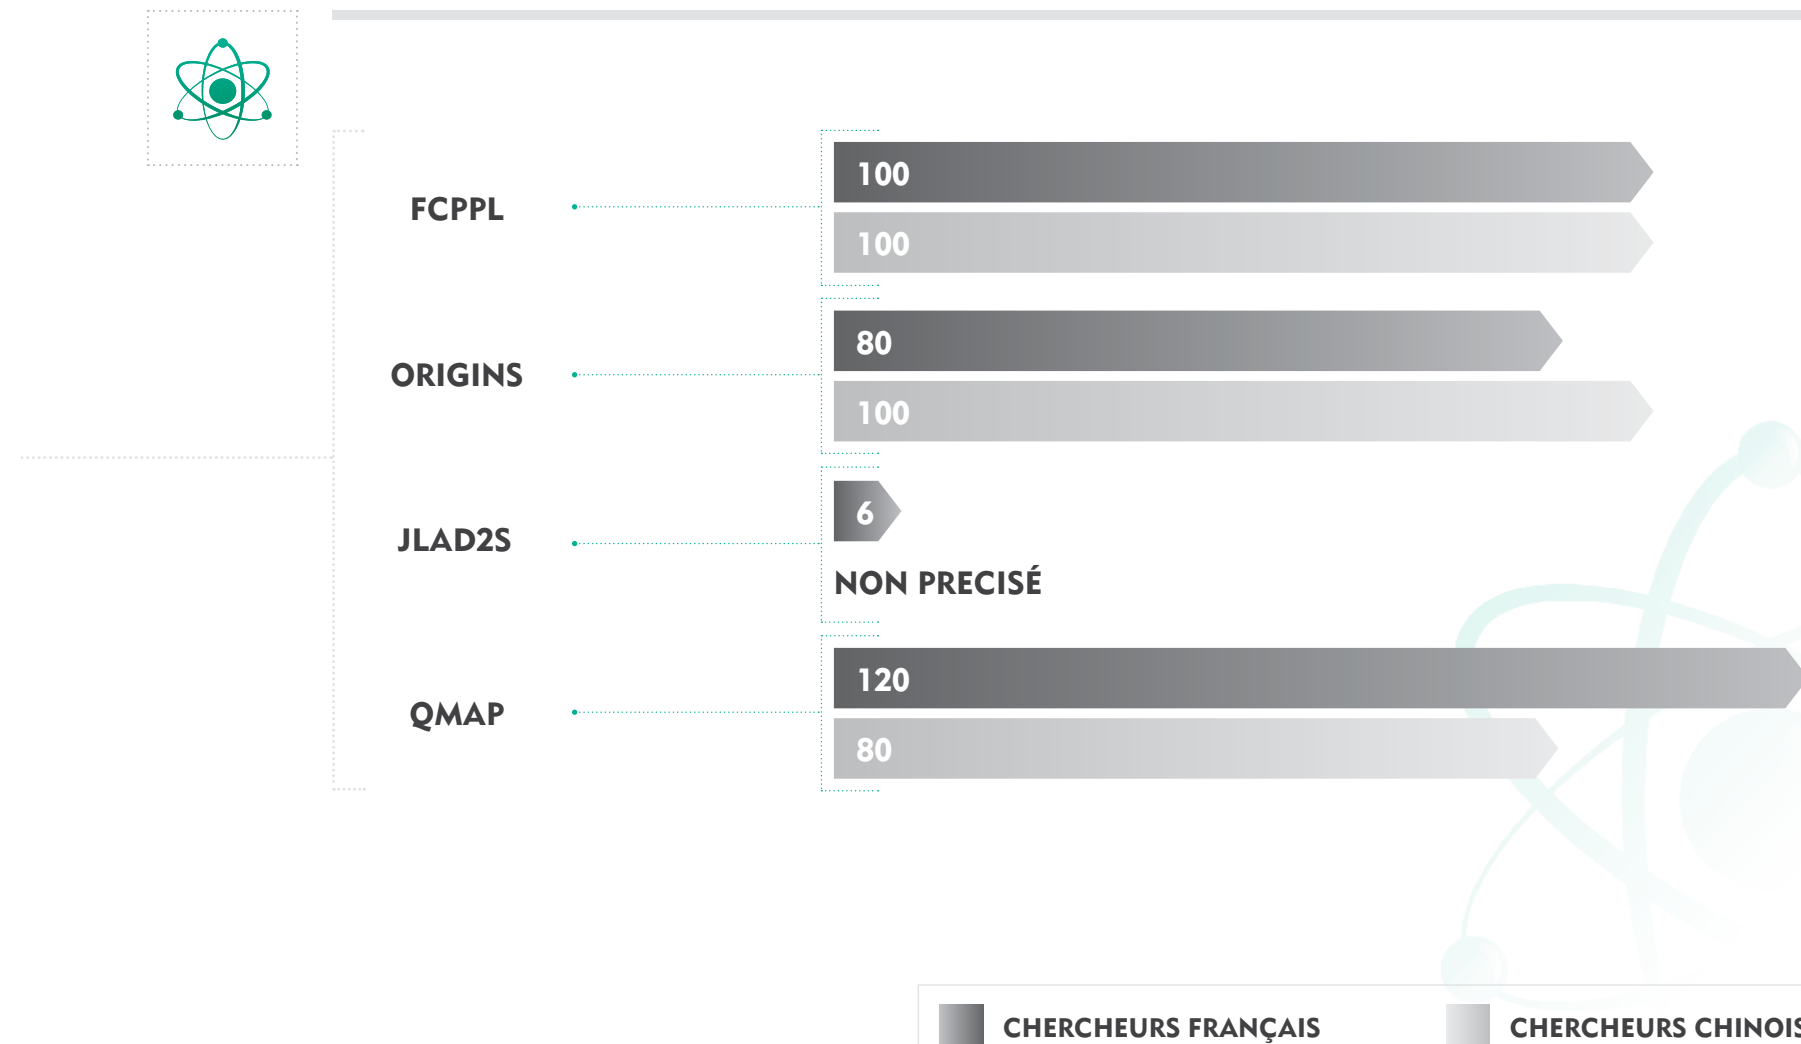 100
FCPPL
100
80
ORIGINS
100
6
JLAD2S
NON PRECISÉ
120
QMAP
80
CHERCHEURS FRANÇAIS
CHERCHEURS CHINOIS